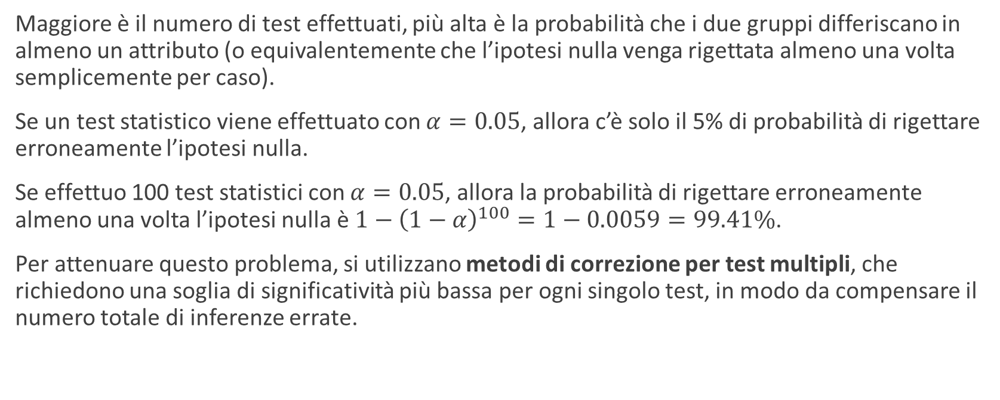 Maggiore è il numero di test effettuati, più alta è la probabilità che i due gruppi differiscano in
almeno un attributo (o equivalentemente che l’ipotesi nulla venga rigettata almeno una volta
semplicemente per caso).
Se un test statistico viene effettuato con α = 0.05, allora c’è solo il 5% di probabilità di rigettare
erroneamente l’ipotesi nulla.
Se effettuo 100 test statistici con α = 0.05, allora la probabilità di rigettare erroneamente
almeno una volta l’ipotesi nulla è 1 − (1 − α)¹⁰⁰ = 1 − 0.0059 = 99.41%.
Per attenuare questo problema, si utilizzano metodi di correzione per test multipli, che
richiedono una soglia di significatività più bassa per ogni singolo test, in modo da compensare il
numero totale di inferenze errate.